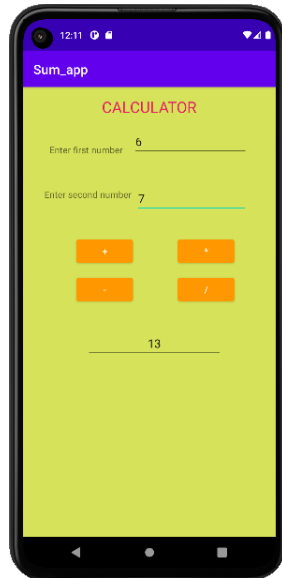 12:11
Sum_app
CALCULATOR
Enter first number 6
Enter second number 7
+ *
- /
13